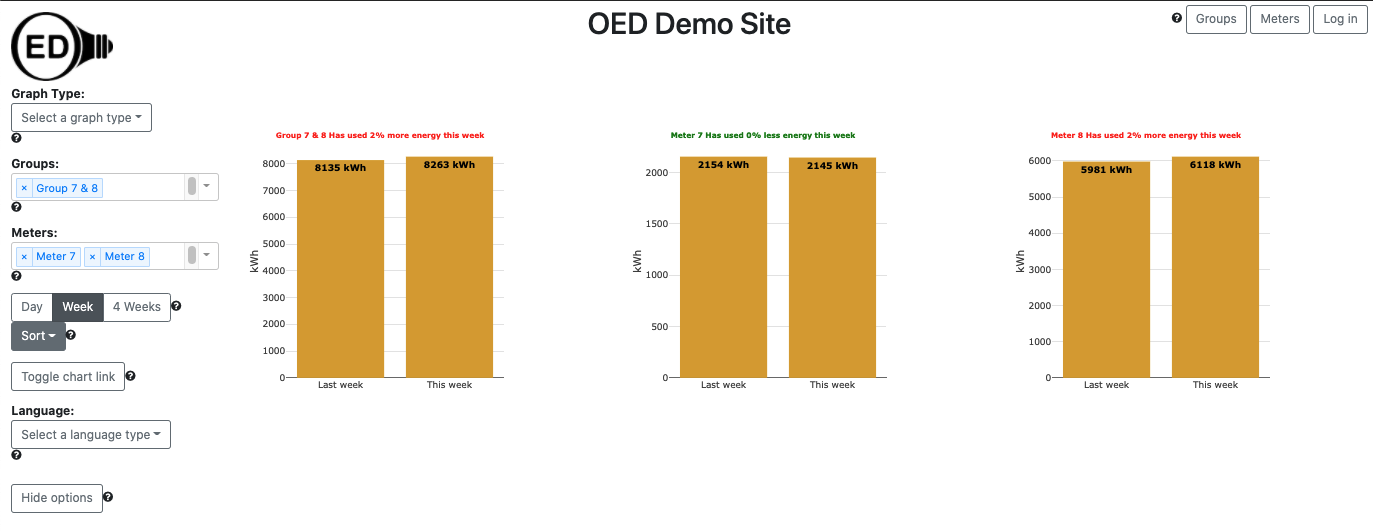 OED Demo Site
Groups
Meters
Log in
ED
Graph Type:
Select a graph type
Groups:
× Group 7 & 8
Meters:
× Meter 7 × Meter 8
Day Week 4 Weeks
Sort
Toggle chart link
Language:
Select a language type
Hide options
Group 7 & 8 Has used 2% more energy this week
8000
7000
6000
5000
4000
3000
2000
1000
0
kWh
8135 kWh
8263 kWh
Last week
This week
Meter 7 Has used 0% less energy this week
2000
1500
1000
500
0
kWh
2154 kWh
2145 kWh
Last week
This week
Meter 8 Has used 2% more energy this week
6000
5000
4000
3000
2000
1000
0
kWh
5981 kWh
6118 kWh
Last week
This week